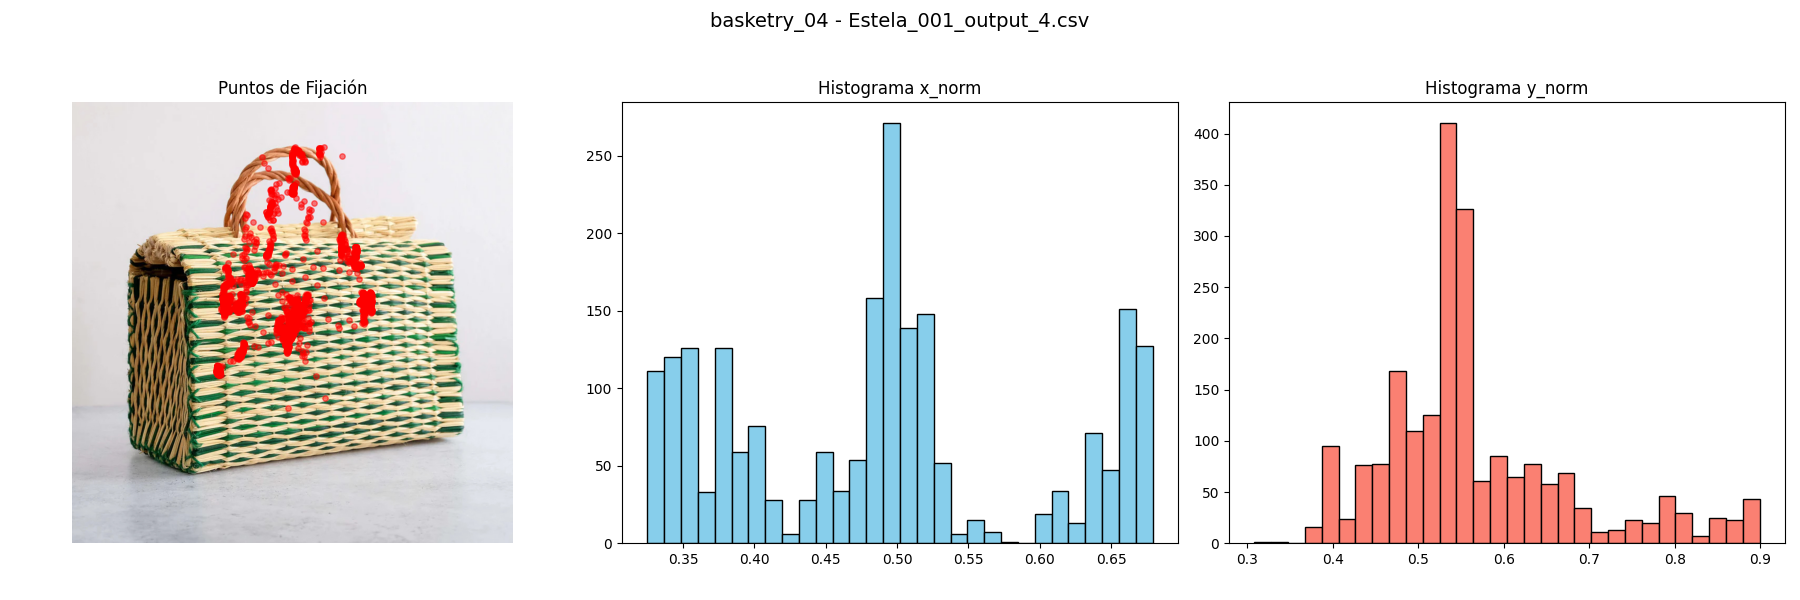 basketry_04 - Estela_001_output_4.csv
Puntos de Fijación
Histograma x_norm
Histograma y_norm
250
200
150
100
50
0
0.35 0.40 0.45 0.50 0.55 0.60 0.65
400
350
300
250
200
150
100
50
0
0.3 0.4 0.5 0.6 0.7 0.8 0.9